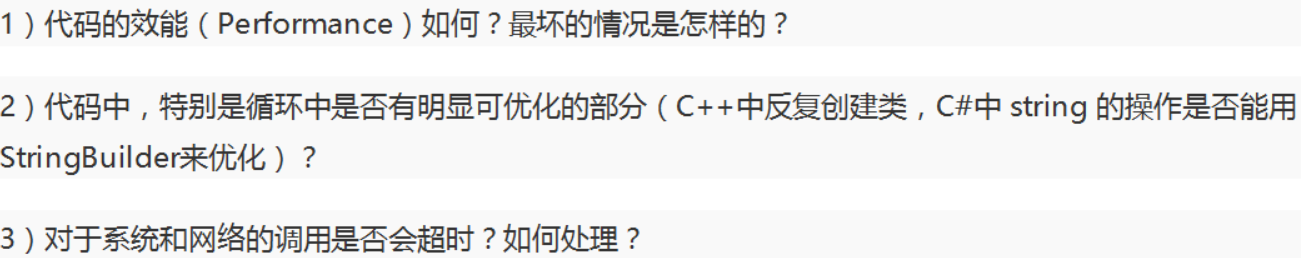 1）代码的效能（Performance）如何？最坏的情况是怎样的？
2）代码中，特别是循环中是否有明显可优化的部分（C++中反复创建类，C#中 string 的操作是否能用
StringBuilder来优化）？
3）对于系统和网络的调用是否会超时？如何处理？